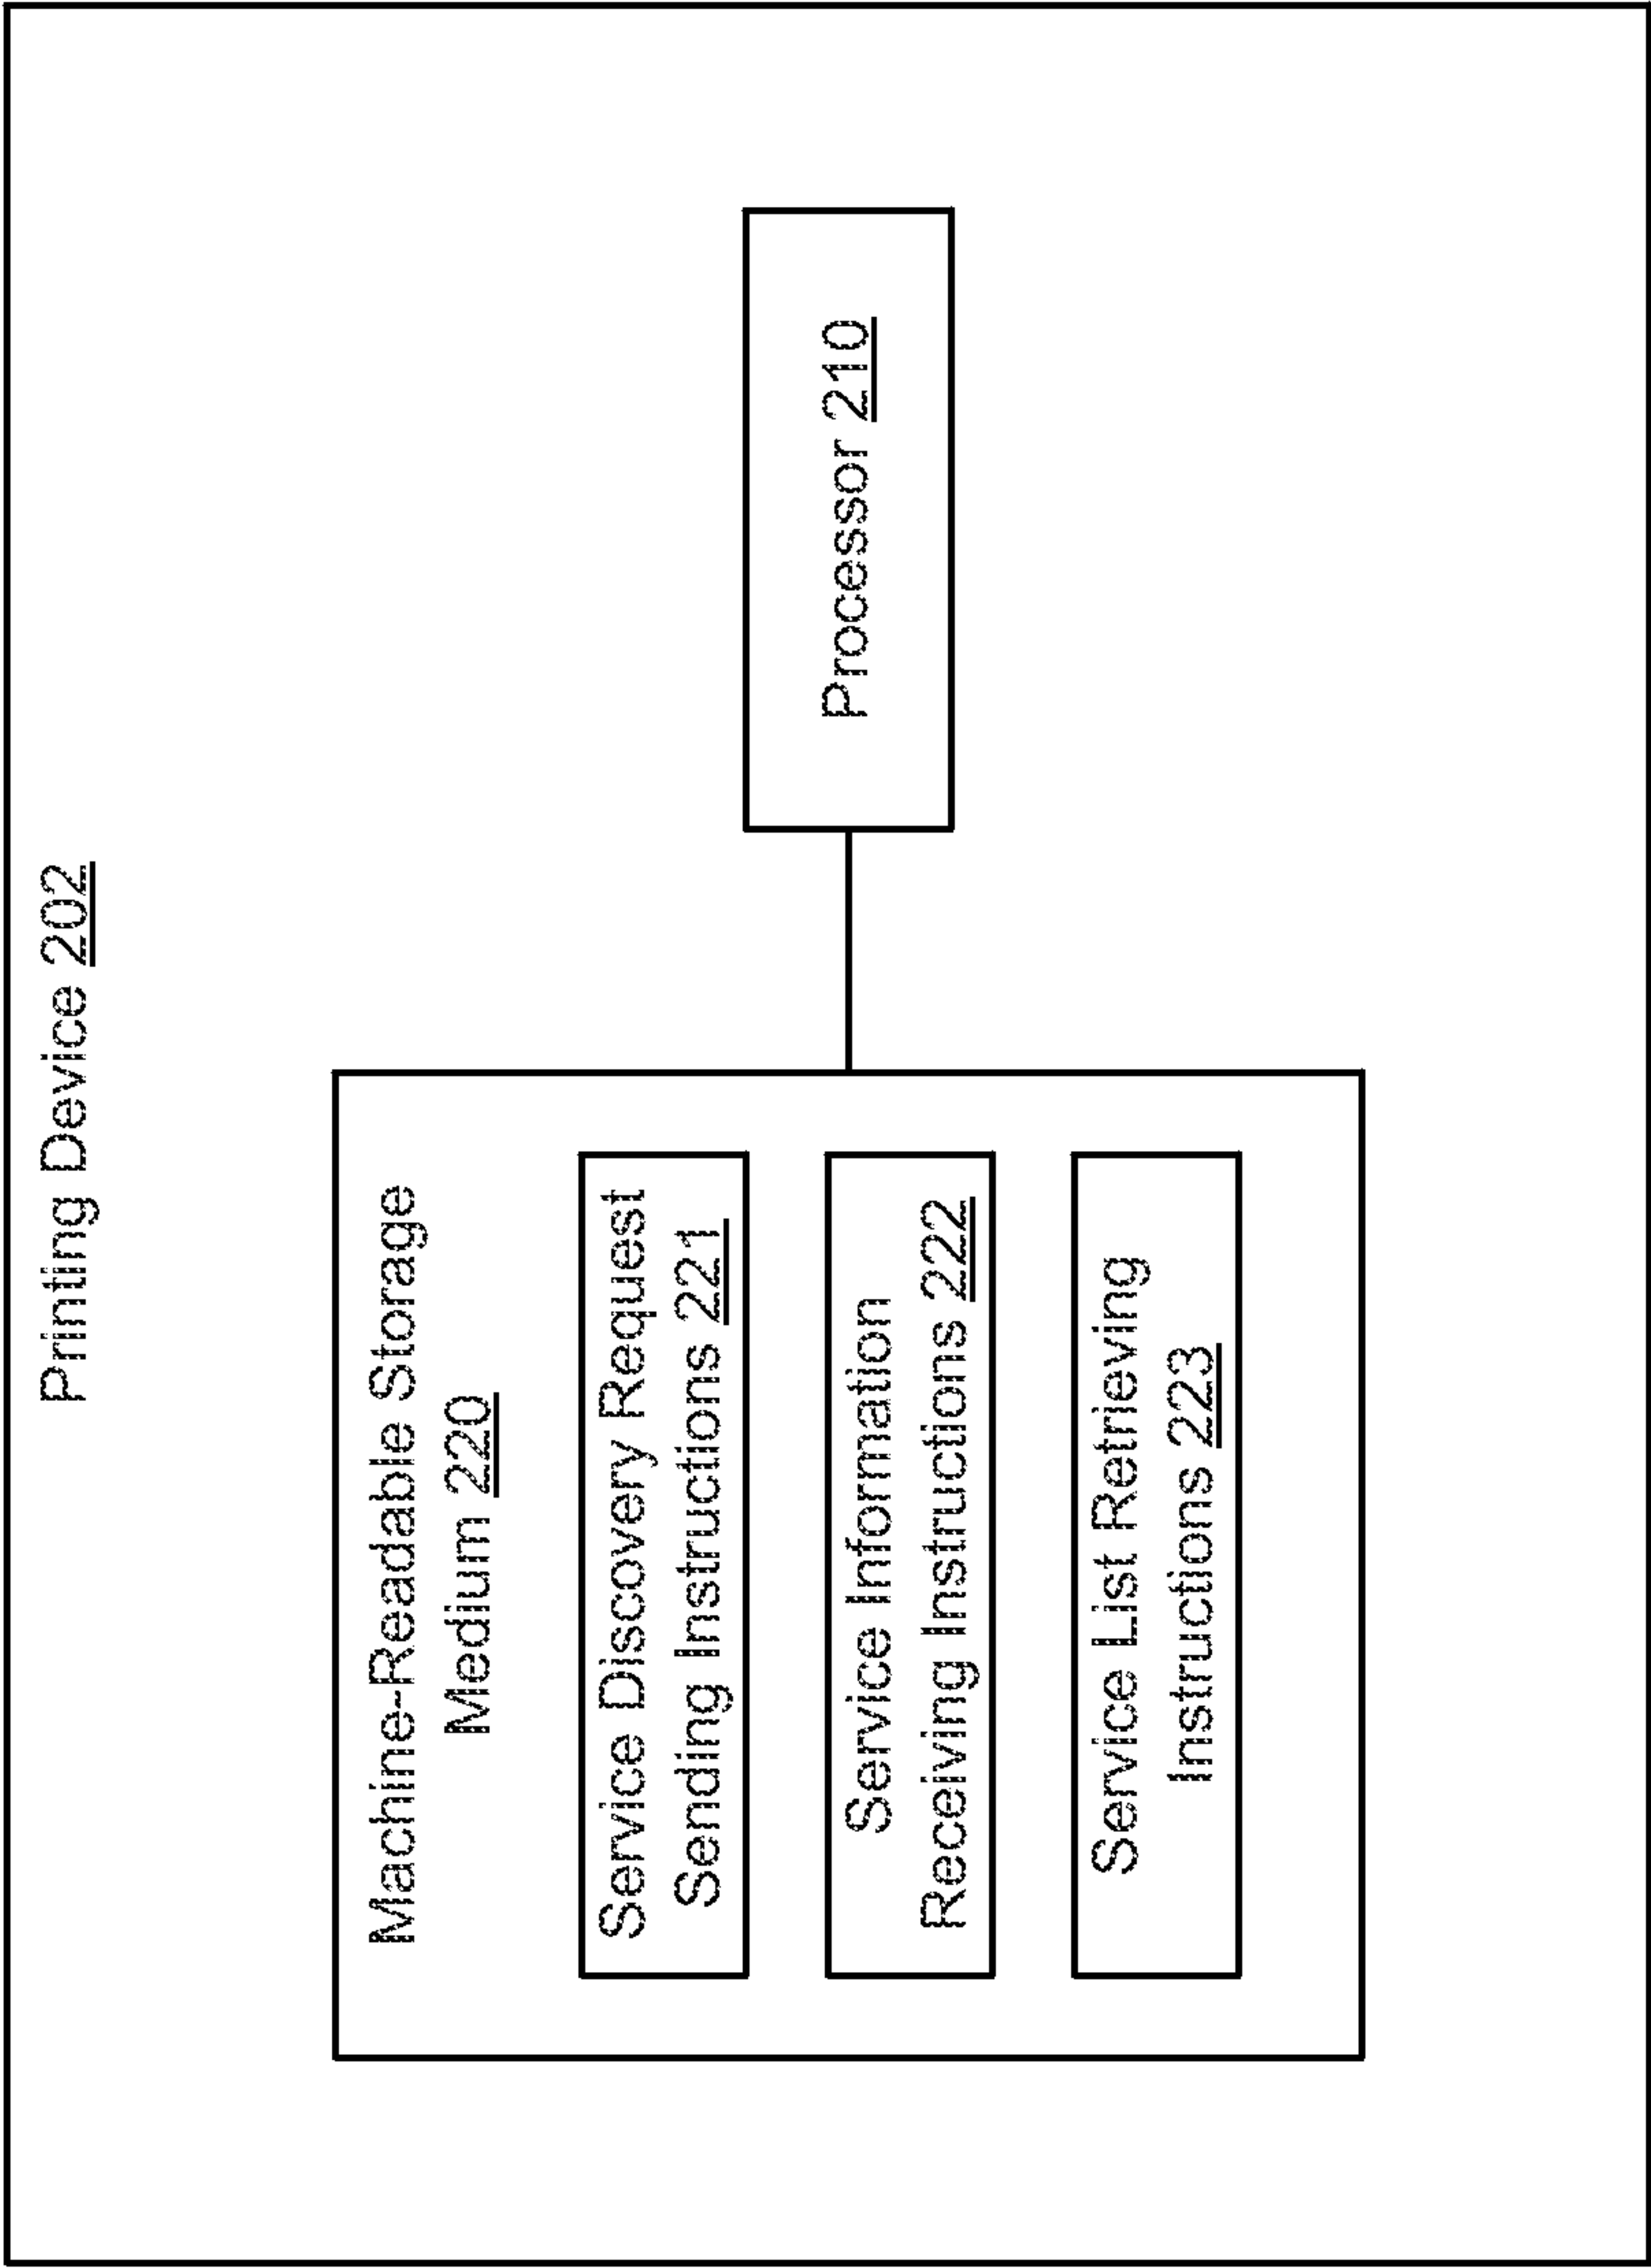 Printing Device 202
Machine-Readable Storage
Medium 220
Service Discovery Request
Sending Instructions 221
Service Information
Receiving Instructions 222
Service List Retrieving
Instructions 223
Processor 210